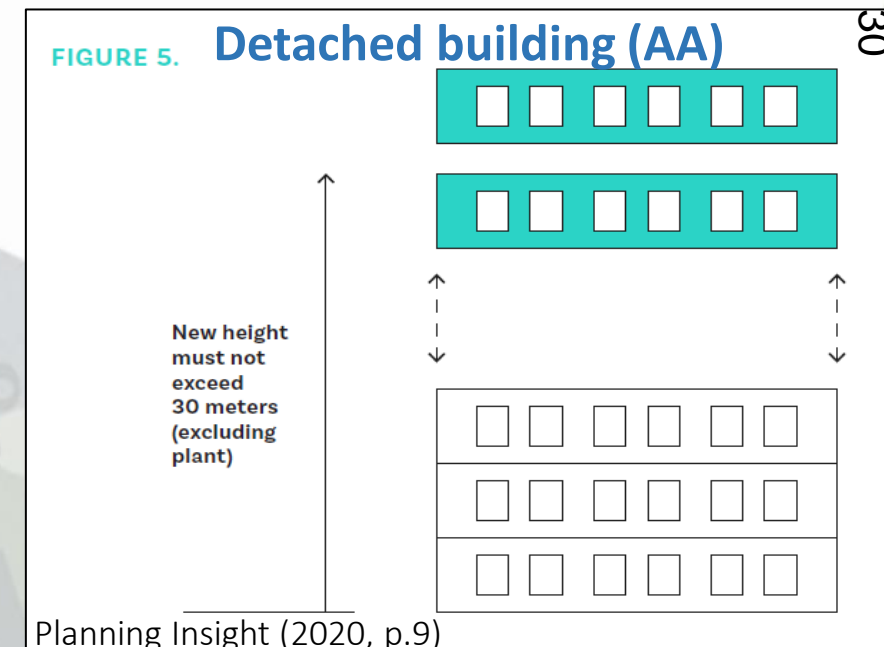 FIGURE 5. Detached building (AA)
30
New height
must not
exceed
30 meters
(excluding
plant)
Planning Insight (2020, p.9)